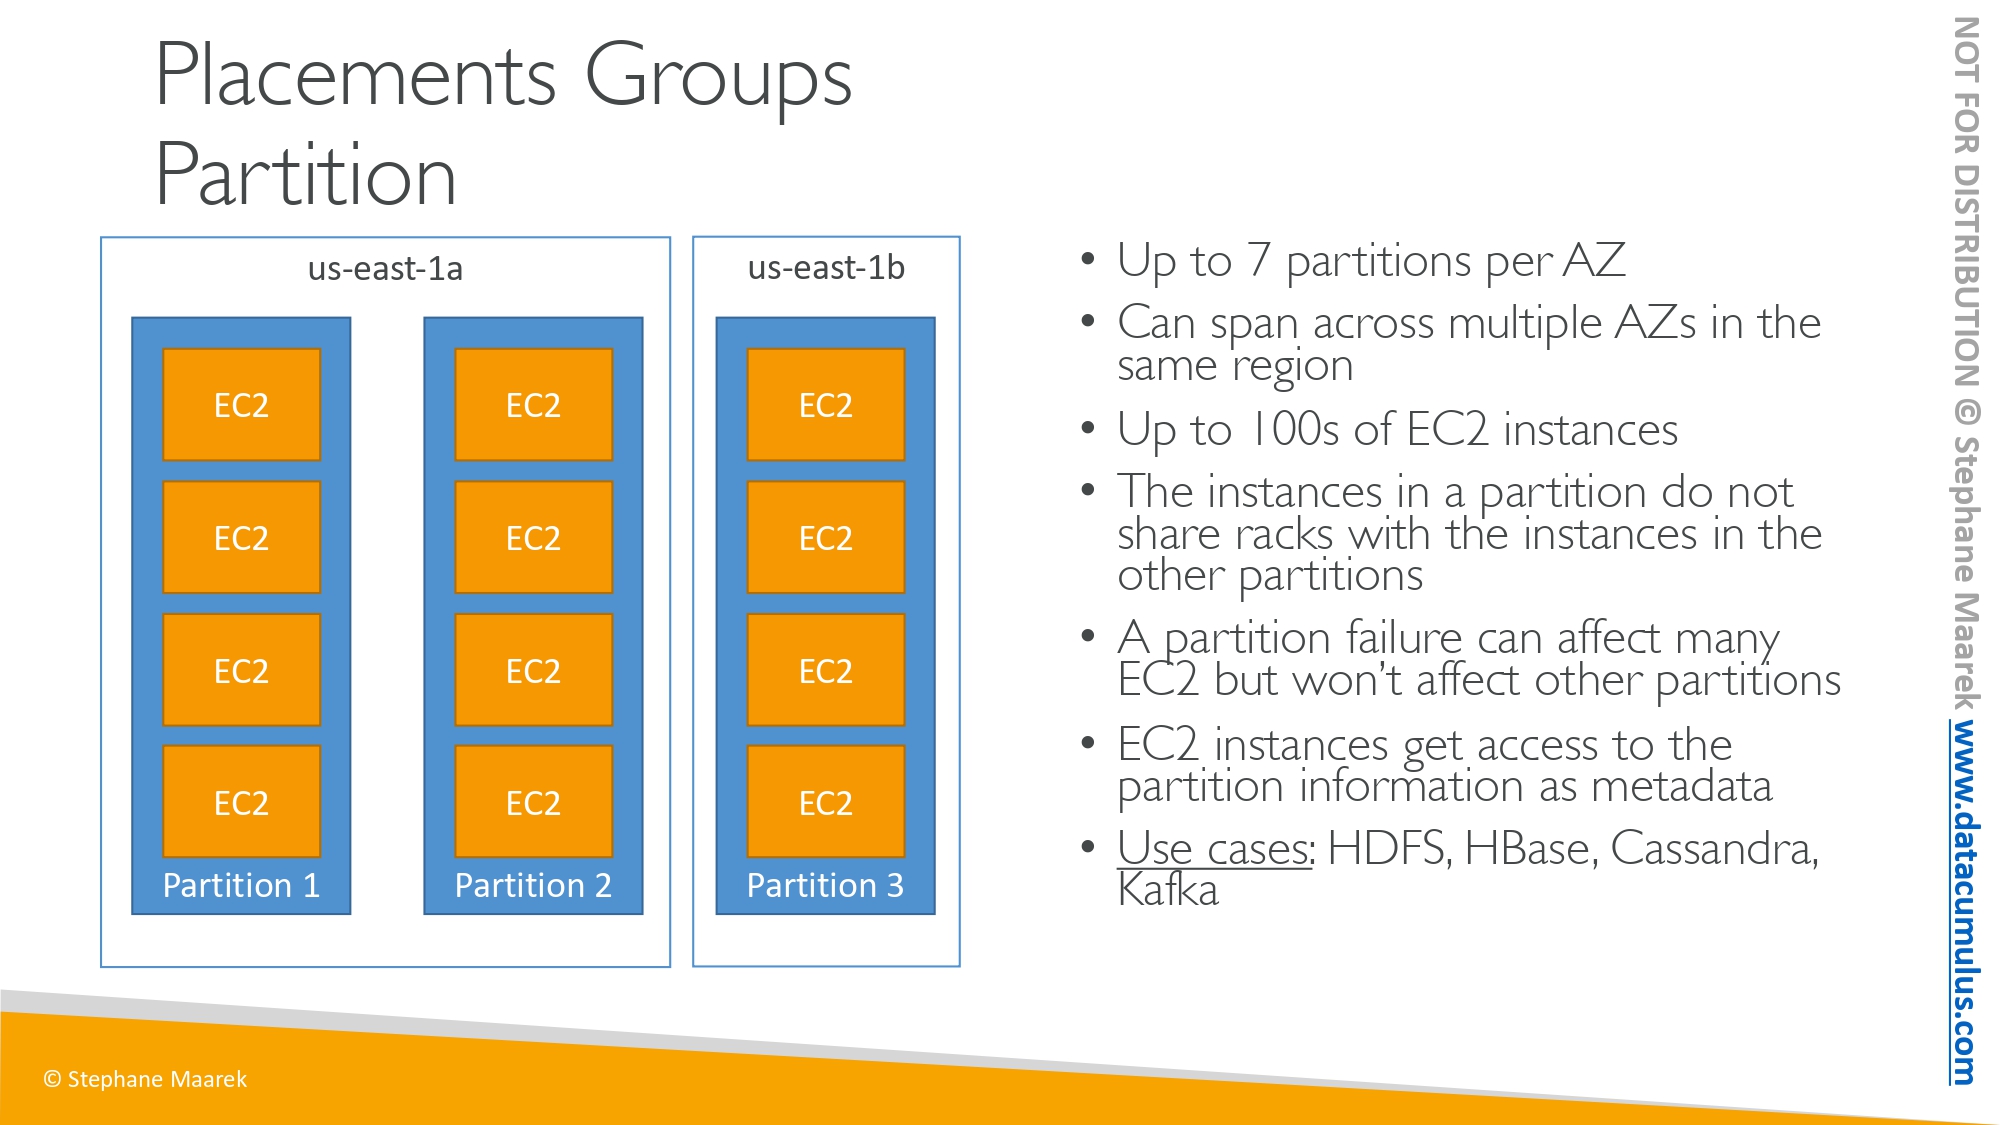 Placements Groups
Partition
us-east-1a
us-east-1b
EC2
EC2
EC2
EC2
EC2
EC2
EC2
EC2
EC2
EC2
EC2
EC2
Partition 1
Partition 2
Partition 3
• Up to 7 partitions per AZ
• Can span across multiple AZs in the
same region
• Up to 100s of EC2 instances
• The instances in a partition do not
share racks with the instances in the
other partitions
• A partition failure can affect many
EC2 but won’t affect other partitions
• EC2 instances get access to the
partition information as metadata
• Use cases: HDFS, HBase, Cassandra,
Kafka
© Stephane Maarek
NOT FOR DISTRIBUTION © Stephane Maarek www.datacumulus.com